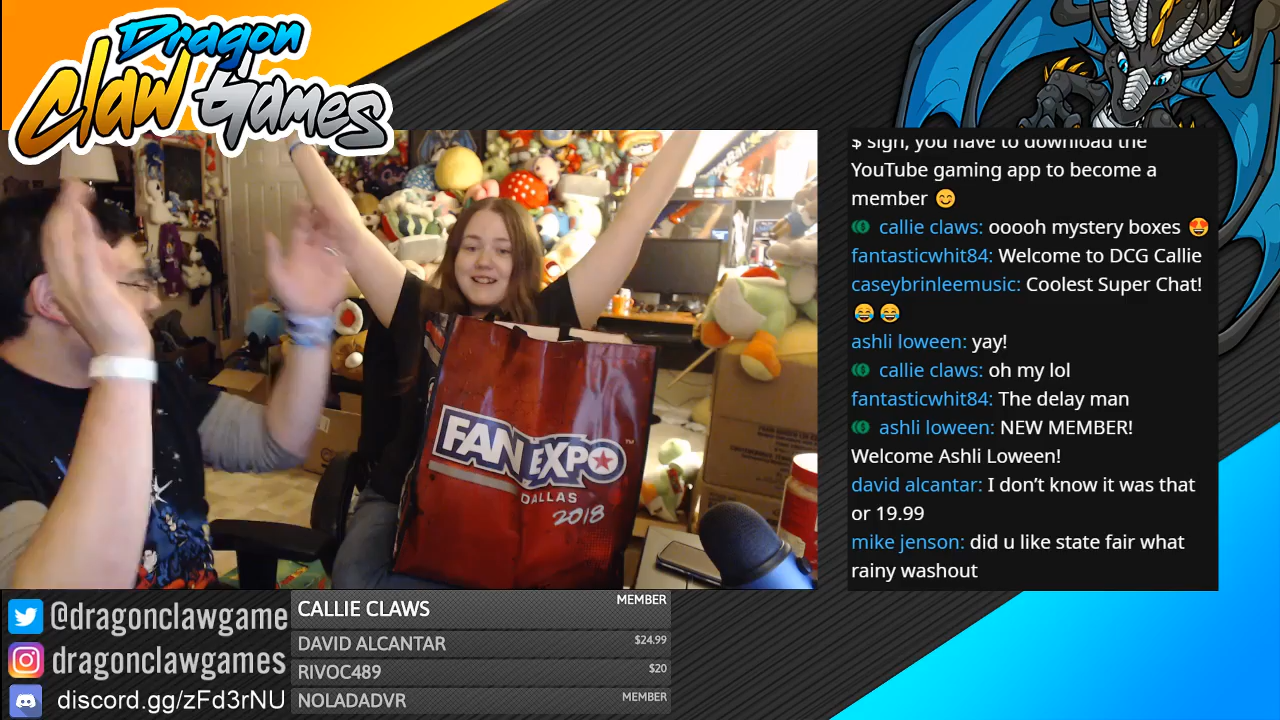 Dragon
Claw Games
$ sign, you have to download the
YouTube gaming app to become a
member
callie claws: ooooh mystery boxes
fantasticwhit84: Welcome to DCG Callie
caseybrinleemusic: Coolest Super Chat!
ashli loween: yay!
callie claws: oh my lol
fantasticwhit84: The delay man
ashli loween: NEW MEMBER!
Welcome Ashli Loween!
david alcantar: I don't know it was that
or 19.99
mike jenson: did u like state fair what
rainy washout
FAN EXPO™
DALLAS
2018
@dragonclawgame
dragonclawgames
discord.gg/zFd3rNU
CALLIE CLAWS MEMBER
DAVID ALCANTAR $24.99
RIVOC489 $20
NOLADADVR MEMBER